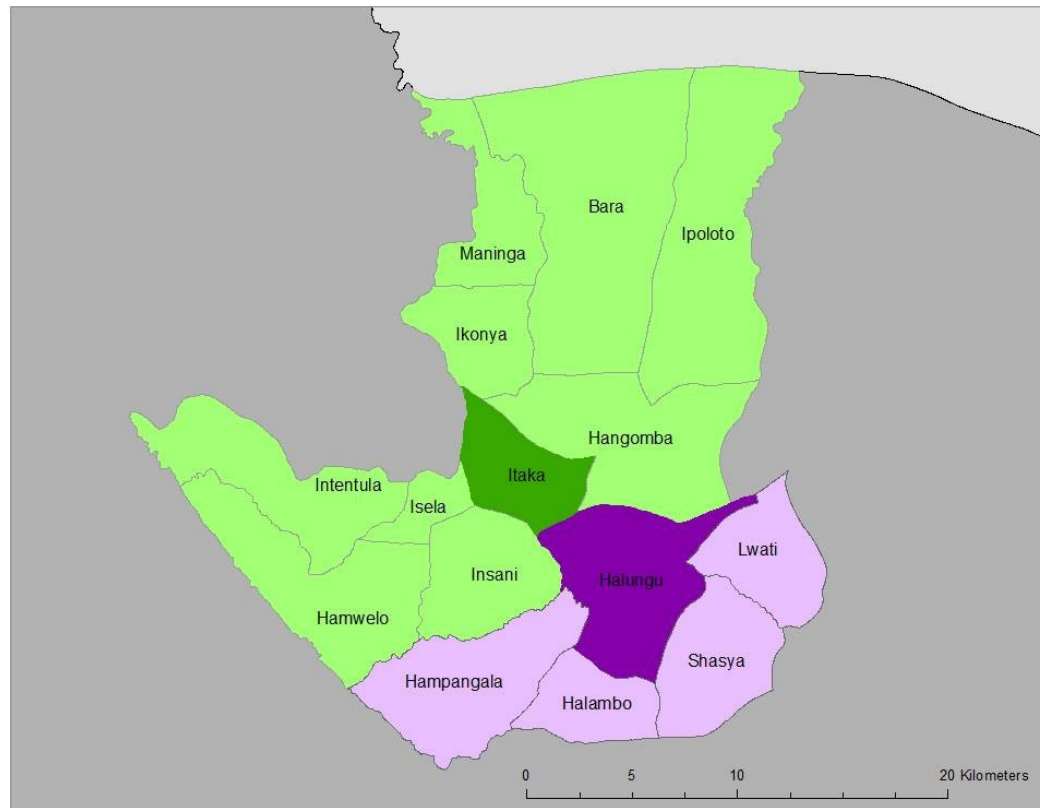 Bara
Ipoloto
Maninga
Ikonya
Hangomba
Itaka
Intentula
Isela
Lwati
Insani
Halungu
Hamwelo
Shasya
Hampangala
Halambo
0 5 10 20 Kilometers